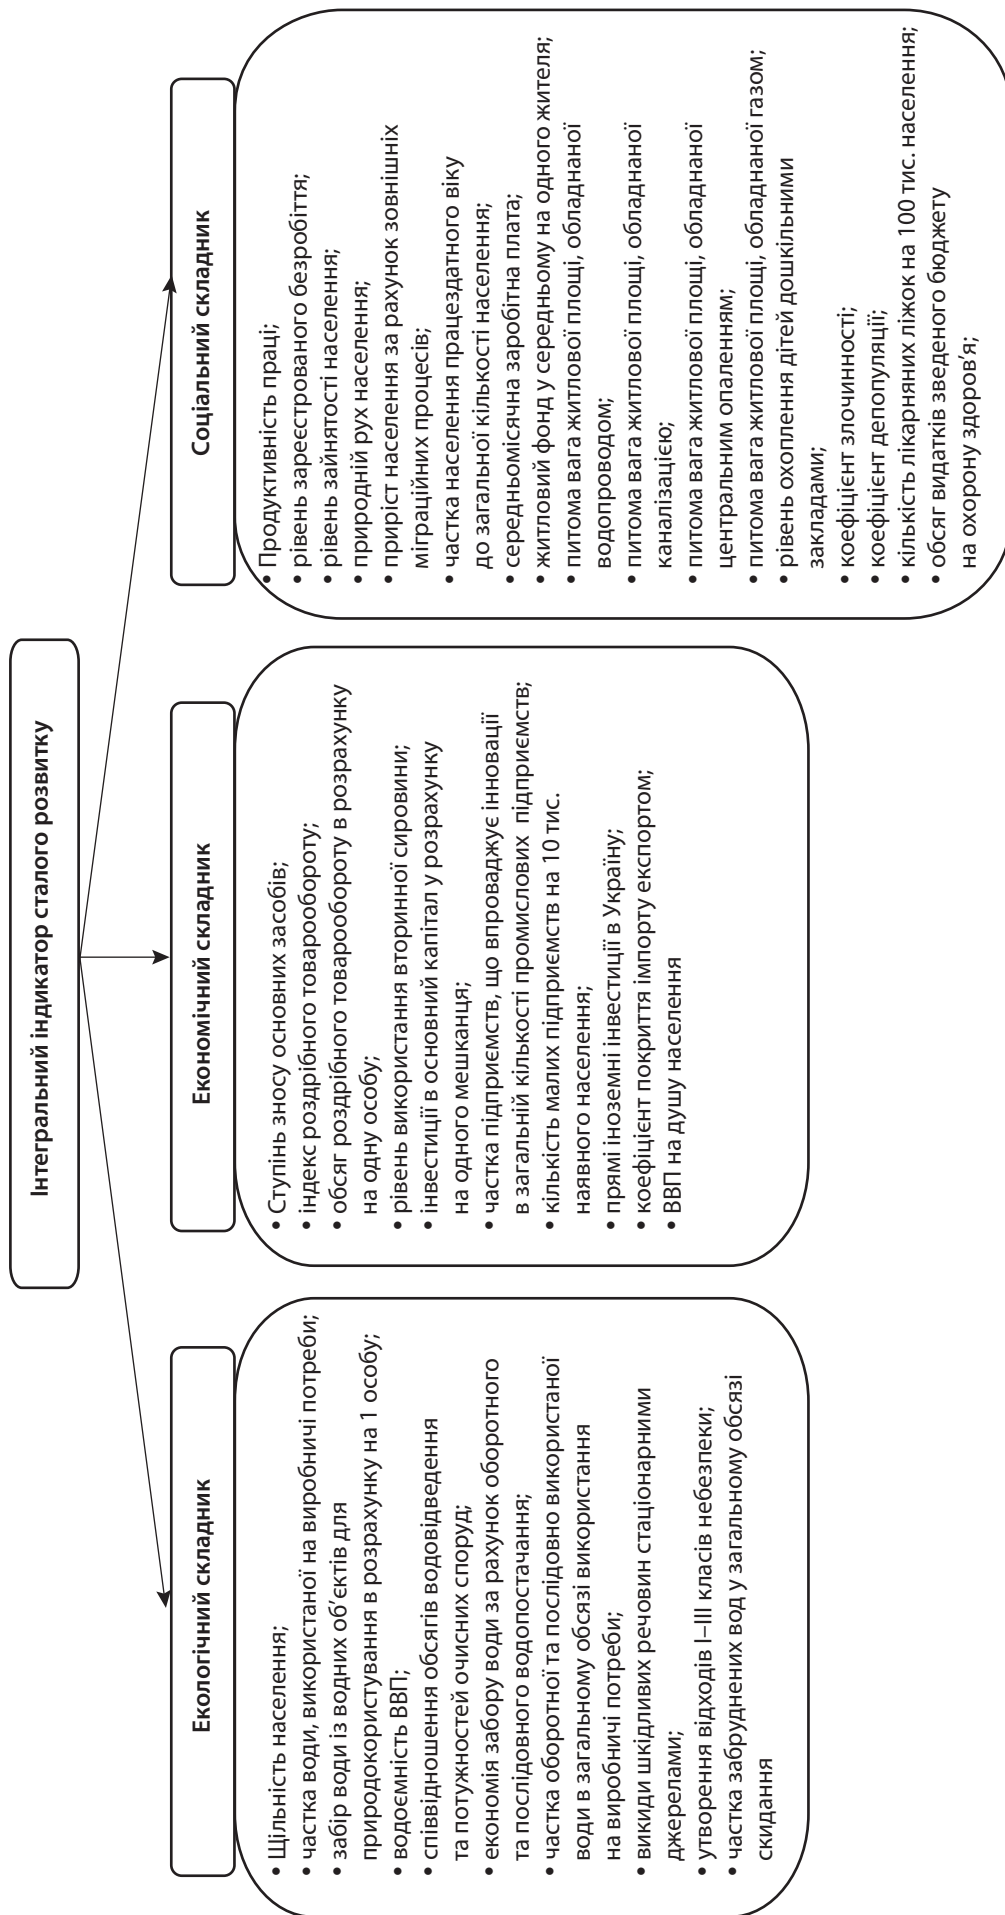 Інтегральний індикатор сталого розвитку
Екологічний складник
• Щільність населення;
• частка води, використаної на виробничі потреби;
• забір води із водних об’єктів для
природокористування в розрахунку на 1 особу;
• водоємність ВВП;
• співвідношення обсягів водовідведення
та потужностей очисних споруд;
• економія забору води за рахунок оборотного
та послідовного водопостачання;
• частка оборотної та послідовно використаної
води в загальному обсязі використання
на виробничі потреби;
• викиди шкідливих речовин стаціонарними
джерелами;
• утворення відходів І–ІІІ класів небезпеки;
• частка забруднених вод у загальному обсязі
скидання
Економічний складник
• Ступінь зносу основних засобів;
• індекс роздрібного товарообороту;
• обсяг роздрібного товарообороту в розрахунку
на одну особу;
• рівень використання вторинної сировини;
• інвестиції в основний капітал у розрахунку
на одного мешканця;
• частка підприємств, що впроваджує інновації
в загальній кількості промислових підприємств;
• кількість малих підприємств на 10 тис.
наявного населення;
• прямі іноземні інвестиції в Україну;
• коефіцієнт покриття імпорту експортом;
• ВВП на душу населення
Соціальний складник
• Продуктивність праці;
• рівень зареєстрованого безробіття;
• рівень зайнятості населення;
• природній рух населення;
• приріст населення за рахунок зовнішніх
міграційних процесів;
• частка населення працездатного віку
до загальної кількості населення;
• середньомісячна заробітна плата;
• житловий фонд у середньому на одного жителя;
• питома вага житлової площі, обладнаної
водопроводом;
• питома вага житлової площі, обладнаної
каналізацією;
• питома вага житлової площі, обладнаної
центральним опаленням;
• питома вага житлової площі, обладнаної газом;
• рівень охоплення дітей дошкільними
закладами;
• коефіцієнт злочинності;
• коефіцієнт депопуляції;
• кількість лікарняних ліжок на 100 тис. населення;
• обсяг видатків зведеного бюджету
на охорону здоров’я;